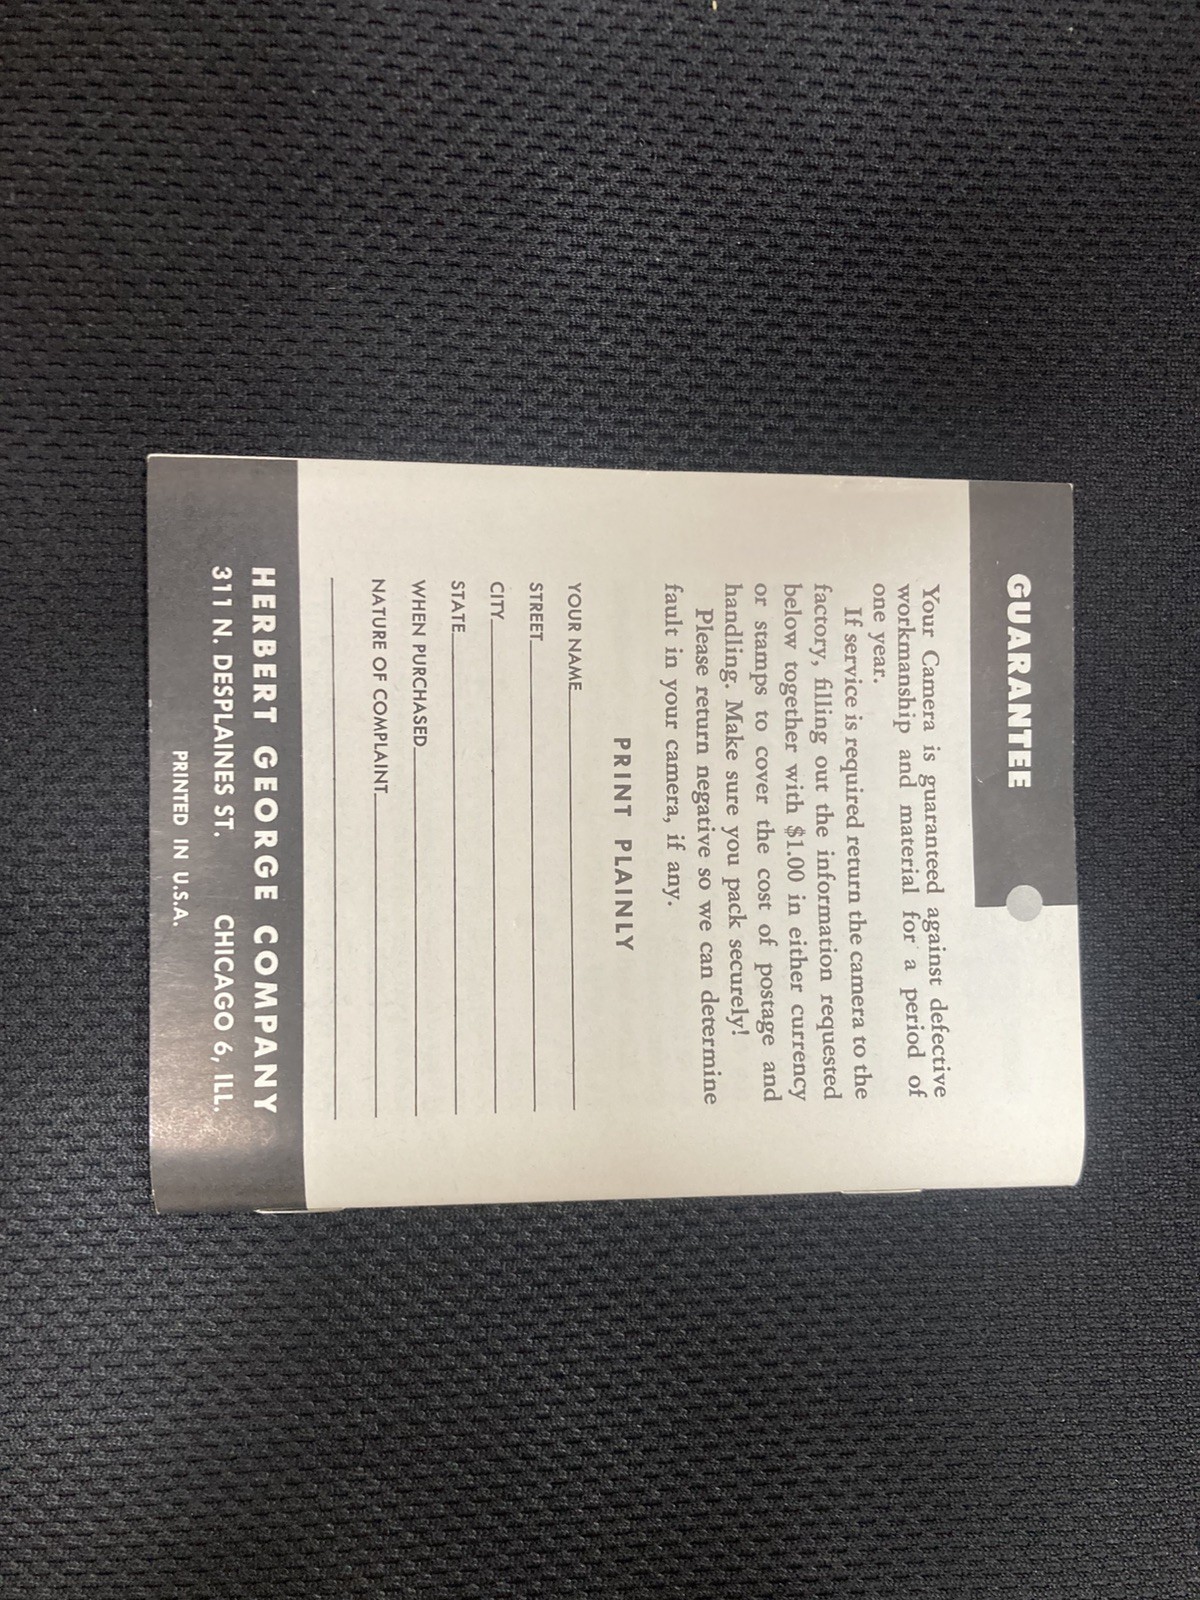 GUARANTEE
Your Camera is guaranteed against defective
workmanship and material for a period of
one year.
If service is required return the camera to the
factory, filling out the information requested
below together with $1.00 in either currency
or stamps to cover the cost of postage and
handling. Make sure you pack securely!
Please return negative so we can determine
fault in your camera, if any.
PRINT PLAINLY
YOUR NAME
STREET
CITY
STATE
WHEN PURCHASED
NATURE OF COMPLAINT
HERBERT GEORGE COMPANY
311 N. DESPLAINES ST. CHICAGO 6, ILL.
PRINTED IN U.S.A.